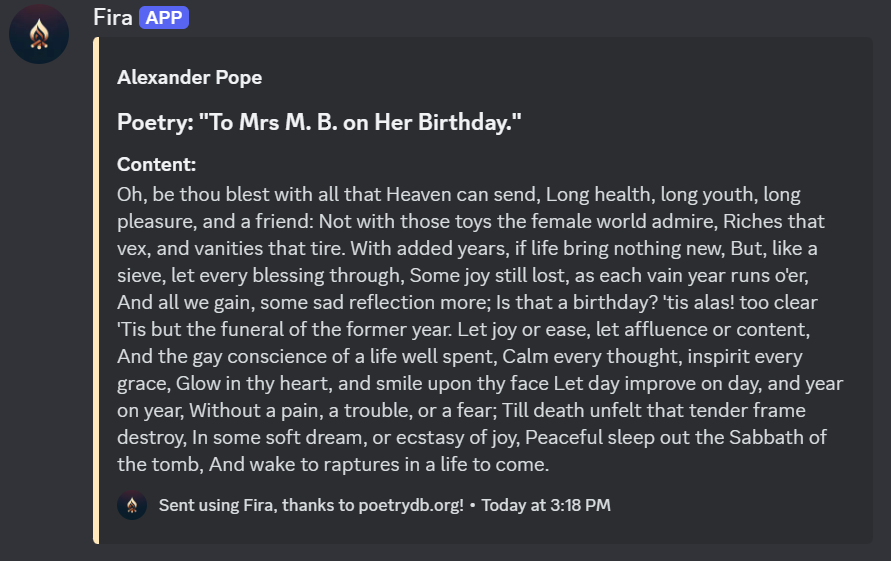 Fira APP
Alexander Pope
Poetry: "To Mrs M. B. on Her Birthday."
Content:
Oh, be thou blest with all that Heaven can send, Long health, long youth, long
pleasure, and a friend: Not with those toys the female world admire, Riches that
vex, and vanities that tire. With added years, if life bring nothing new, But, like a
sieve, let every blessing through, Some joy still lost, as each vain year runs o'er,
And all we gain, some sad reflection more; Is that a birthday? 'tis alas! too clear
'Tis but the funeral of the former year. Let joy or ease, let affluence or content,
And the gay conscience of a life well spent, Calm every thought, inspirit every
grace, Glow in thy heart, and smile upon thy face Let day improve on day, and year
on year, Without a pain, a trouble, or a fear; Till death unfelt that tender frame
destroy, In some soft dream, or ecstasy of joy, Peaceful sleep out the Sabbath of
the tomb, And wake to raptures in a life to come.
Sent using Fira, thanks to poetrydb.org! • Today at 3:18 PM